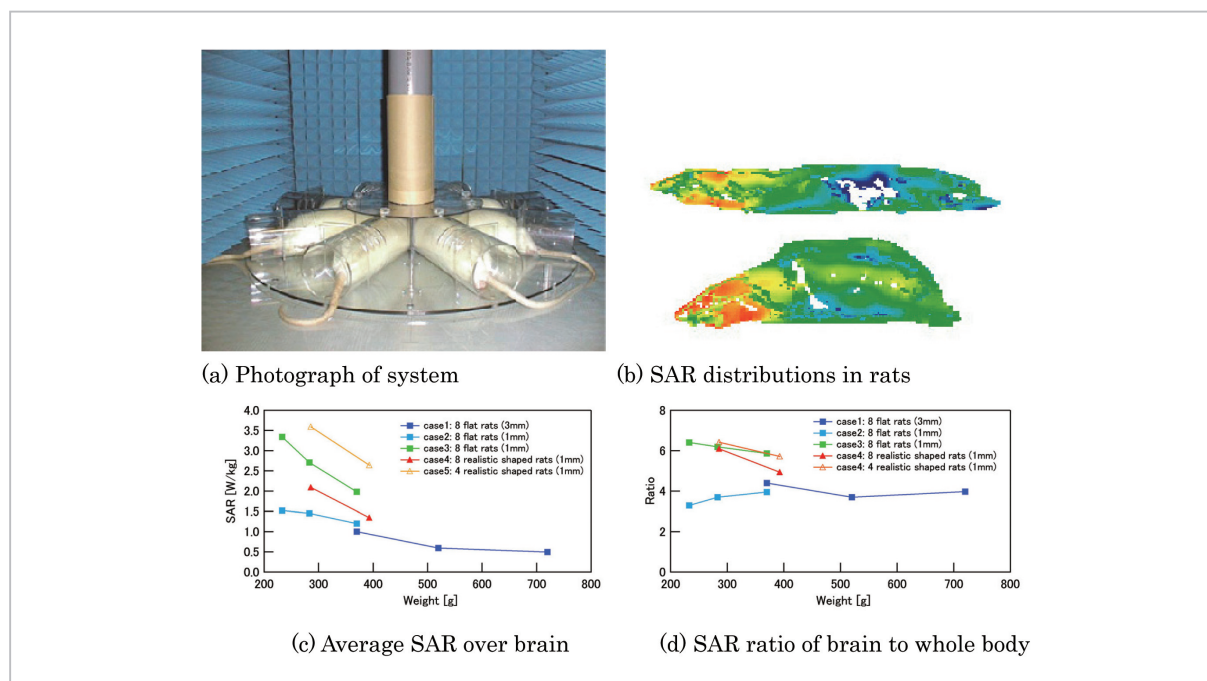 (a) Photograph of system
(b) SAR distributions in rats
4.0
3.5
3.0
2.5
2.0
1.5
1.0
0.5
0.0
SAR [W/kg]
case1: 8 flat rats (3mm)
case2: 8 flat rats (1mm)
case3: 8 flat rats (1mm)
case4: 8 realistic shaped rats (1mm)
case5: 4 realistic shaped rats (1mm)
200 300 400 500 600 700 800
Weight [g]
(c) Average SAR over brain
8
6
4
2
0
Ratio
case1: 8 flat rats (3mm)
case2: 8 flat rats (1mm)
case3: 8 flat rats (1mm)
case4: 8 realistic shaped rats (1mm)
case4: 4 realistic shaped rats (1mm)
200 300 400 500 600 700 800
Weight [g]
(d) SAR ratio of brain to whole body